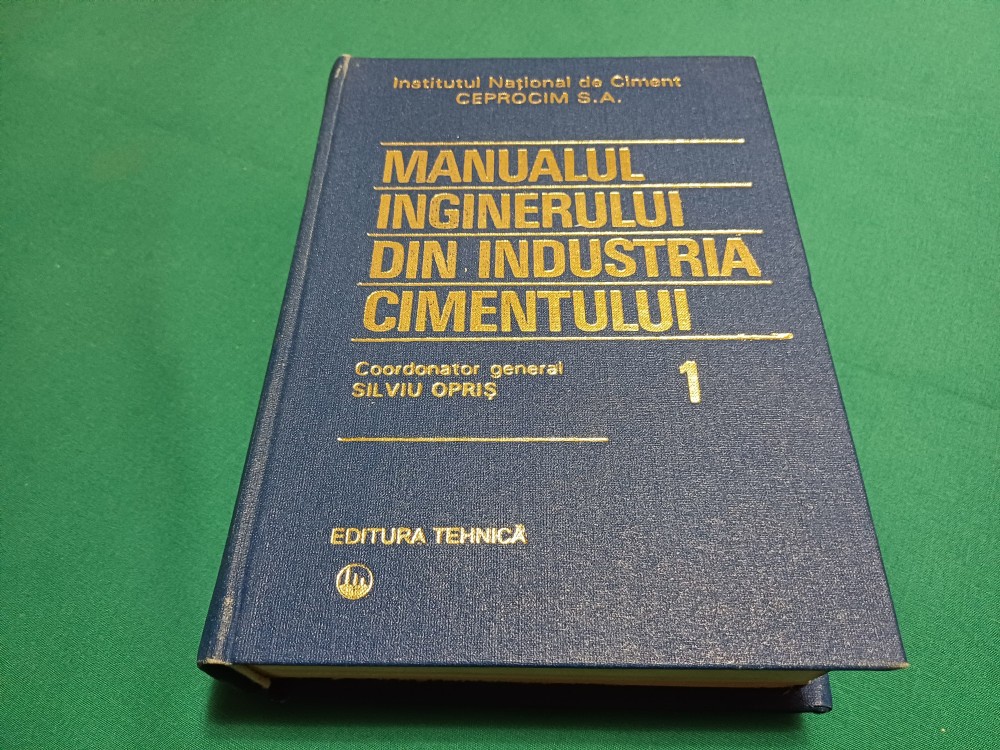 Institutul Național de Ciment
CEPROCIM S.A.
MANUALUL
INGINERULUI
DIN INDUSTRIA
CIMENTULUI
Coordonator general
SILVIU OPRIȘ
1
EDITURA TEHNICĂ